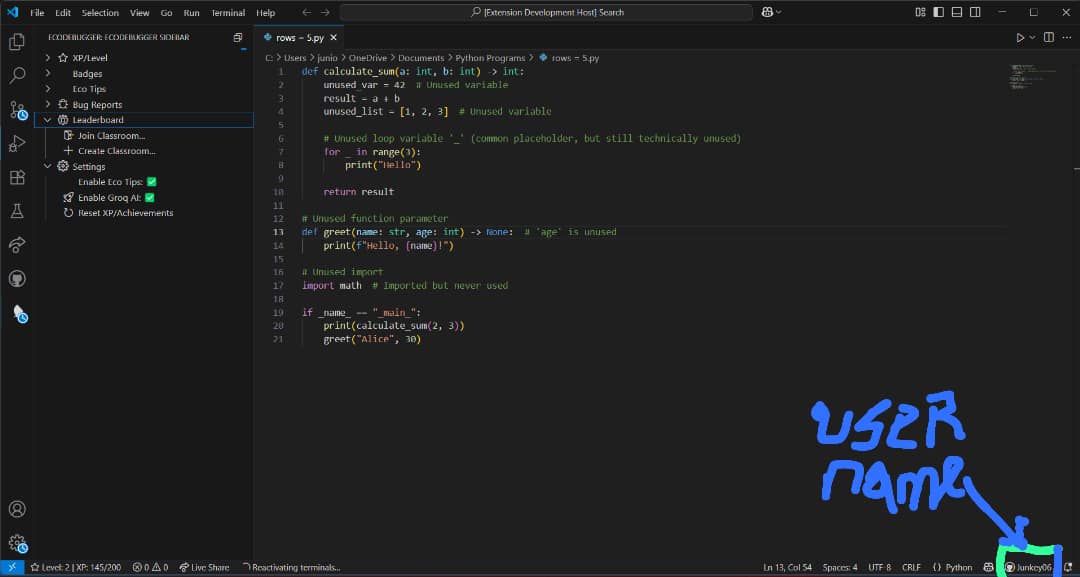 File Edit Selection View Go Run Terminal Help
[Extension Development Host] Search
ECODEBUGGER: ECODEBUGGER SIDEBAR
XP/Level
Badges
Eco Tips
Bug Reports
Leaderboard
Join Classroom...
Create Classroom...
Settings
Enable Eco Tips: ✅
Enable Groq AI: ✅
Reset XP/Achievements
rows = 5.py
C: > Users > junio > OneDrive > Documents > Python Programs > rows = 5.py
1 def calculate_sum(a: int, b: int) -> int:
2 unused_var = 42 # Unused variable
3 result = a + b
4 unused_list = [1, 2, 3] # Unused variable
5
6 # Unused loop variable '_' (common placeholder, but still technically unused)
7 for _ in range(3):
8 print("Hello")
9
10 return result
11
12 # Unused function parameter
13 def greet(name: str, age: int) -> None: # 'age' is unused
14 print(f"Hello, {name}!")
15
16 # Unused import
17 import math # Imported but never used
18
19 if _name_ == "_main_":
20 print(calculate_sum(2, 3))
21 greet("Alice", 30)
USER
name
Level: 2 | XP: 145/200 0 0 Live Share Reactivating terminals... Ln 13, Col 54 Spaces: 4 UTF-8 CRLF {} Python Junkey06